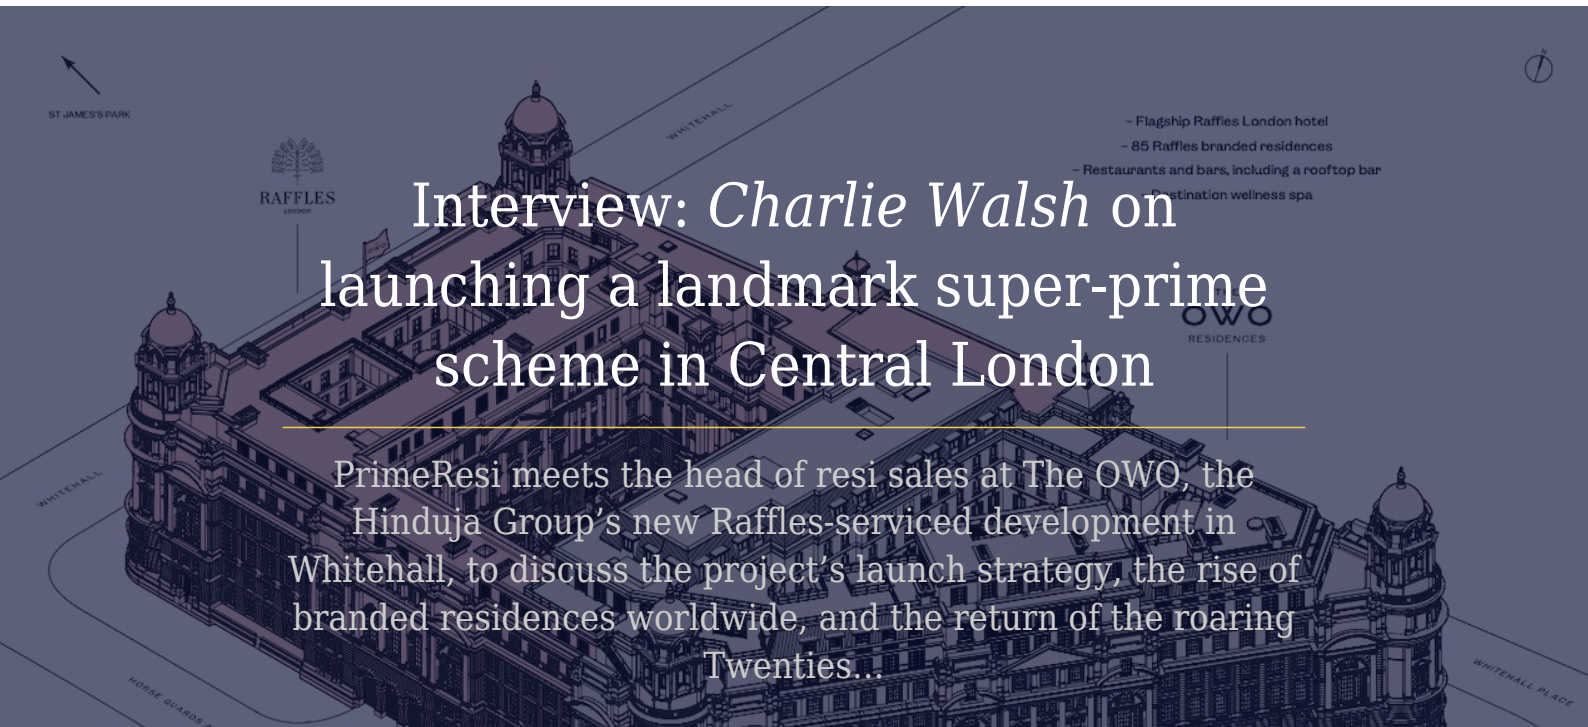 N
ST JAMES'S PARK
WHITEHALL
– Flagship Raffles London hotel
– 85 Raffles branded residences
– Restaurants and bars, including a rooftop bar
– Destination wellness spa
RAFFLES
LONDON
OWO
Interview: Charlie Walsh on
launching a landmark super-prime
scheme in Central London
OWO
RESIDENCES
PrimeResi meets the head of resi sales at The OWO, the
Hinduja Group’s new Raffles-serviced development in
Whitehall, to discuss the project’s launch strategy, the rise of
branded residences worldwide, and the return of the roaring
Twenties...
WHITEHALL
HORSE GUARDS
WHITEHALL PLACE